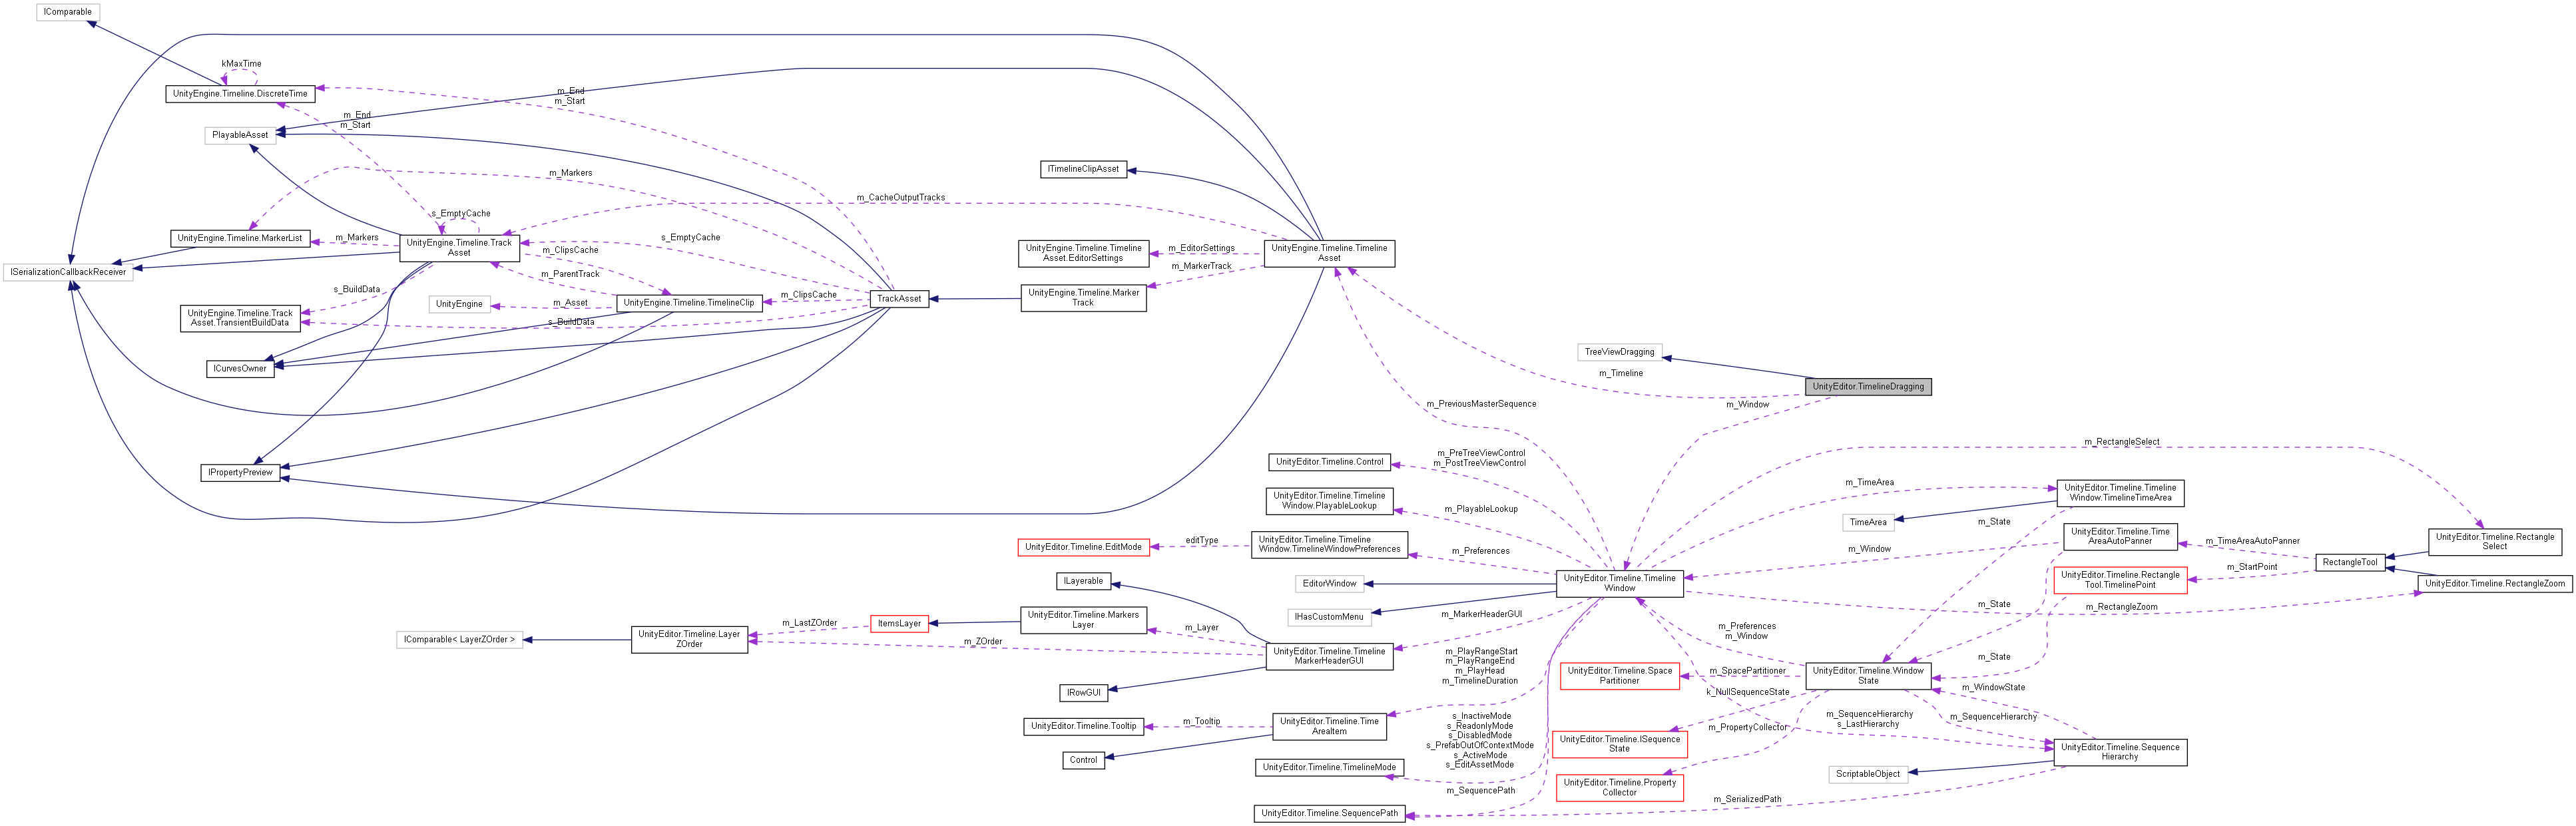 IComparable
kMaxTime
UnityEngine.Timeline.DiscreteTime
m_End
m_Start
m_End
m_Start
PlayableAsset
ITimelineClipAsset
m_Markers
m_CacheOutputTracks
s_EmptyCache
UnityEngine.Timeline.MarkerList
m_Markers
UnityEngine.Timeline.Track
Asset
s_EmptyCache
m_ClipsCache
UnityEngine.Timeline.Timeline
Asset.EditorSettings
m_EditorSettings
UnityEngine.Timeline.Timeline
Asset
ISerializationCallbackReceiver
m_ParentTrack
m_MarkerTrack
s_BuildData
UnityEngine
m_Asset
UnityEngine.Timeline.TimelineClip
m_ClipsCache
TrackAsset
UnityEngine.Timeline.Marker
Track
UnityEngine.Timeline.Track
Asset.TransientBuildData
s_BuildData
ICurvesOwner
TreeViewDragging
m_Timeline
UnityEditor.TimelineDragging
m_PreviousMasterSequence
m_Window
IPropertyPreview
m_RectangleSelect
UnityEditor.Timeline.Control
m_PreTreeViewControl
m_PostTreeViewControl
m_TimeArea
UnityEditor.Timeline.Timeline
Window.TimelineTimeArea
UnityEditor.Timeline.Timeline
Window.PlayableLookup
m_PlayableLookup
TimeArea
m_State
UnityEditor.Timeline.EditMode
editType
UnityEditor.Timeline.Timeline
Window.TimelineWindowPreferences
m_Preferences
m_Window
UnityEditor.Timeline.Time
AreaAutoPanner
m_TimeAreaAutoPanner
UnityEditor.Timeline.Rectangle
Select
RectangleTool
ILayerable
EditorWindow
UnityEditor.Timeline.Timeline
Window
UnityEditor.Timeline.Rectangle
Tool.TimelinePoint
m_StartPoint
UnityEditor.Timeline.RectangleZoom
IHasCustomMenu
m_MarkerHeaderGUI
m_State
m_RectangleZoom
IComparable< LayerZOrder >
UnityEditor.Timeline.Layer
ZOrder
m_LastZOrder
ItemsLayer
UnityEditor.Timeline.Markers
Layer
m_Layer
m_ZOrder
UnityEditor.Timeline.Timeline
MarkerHeaderGUI
m_Preferences
m_Window
m_State
m_PlayRangeStart
m_PlayRangeEnd
m_PlayHead
m_TimelineDuration
UnityEditor.Timeline.Space
Partitioner
m_SpacePartitioner
UnityEditor.Timeline.Window
State
m_WindowState
IRowGUI
k_NullSequenceState
UnityEditor.Timeline.Tooltip
m_Tooltip
UnityEditor.Timeline.Time
AreaItem
s_InactiveMode
s_ReadonlyMode
s_DisabledMode
s_PrefabOutOfContextMode
s_ActiveMode
s_EditAssetMode
m_PropertyCollector
m_SequenceHierarchy
s_LastHierarchy
m_SequenceHierarchy
UnityEditor.Timeline.ISequence
State
UnityEditor.Timeline.Sequence
Hierarchy
Control
UnityEditor.Timeline.TimelineMode
ScriptableObject
UnityEditor.Timeline.Property
Collector
m_SequencePath
m_SerializedPath
UnityEditor.Timeline.SequencePath